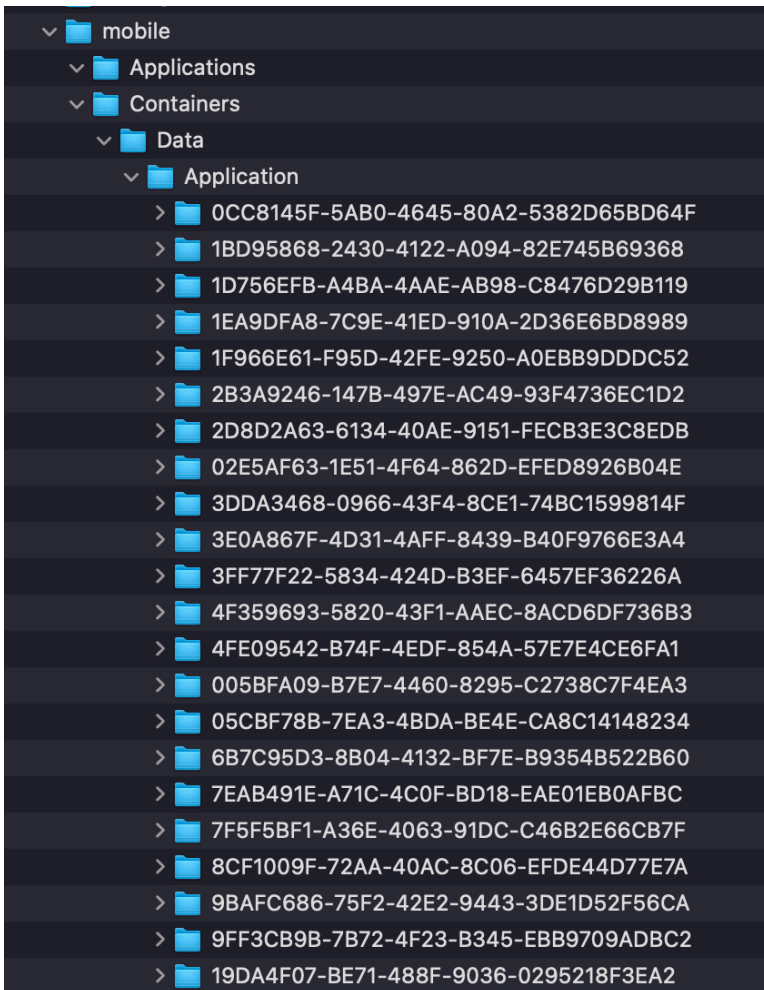 mobile
Applications
Containers
Data
Application
0CC8145F-5AB0-4645-80A2-5382D65BD64F
1BD95868-2430-4122-A094-82E745B69368
1D756EFB-A4BA-4AAE-AB98-C8476D29B119
1EA9DFA8-7C9E-41ED-910A-2D36E6BD8989
1F966E61-F95D-42FE-9250-A0EBB9DDDC52
2B3A9246-147B-497E-AC49-93F4736EC1D2
2D8D2A63-6134-40AE-9151-FECB3E3C8EDB
02E5AF63-1E51-4F64-862D-EFED8926B04E
3DDA3468-0966-43F4-8CE1-74BC1599814F
3E0A867F-4D31-4AFF-8439-B40F9766E3A4
3FF77F22-5834-424D-B3EF-6457EF36226A
4F359693-5820-43F1-AAEC-8ACD6DF736B3
4FE09542-B74F-4EDF-854A-57E7E4CE6FA1
005BFA09-B7E7-4460-8295-C2738C7F4EA3
05CBF78B-7EA3-4BDA-BE4E-CA8C14148234
6B7C95D3-8B04-4132-BF7E-B9354B522B60
7EAB491E-A71C-4C0F-BD18-EAE01EB0AFBC
7F5F5BF1-A36E-4063-91DC-C46B2E66CB7F
8CF1009F-72AA-40AC-8C06-EFDE44D77E7A
9BAFC686-75F2-42E2-9443-3DE1D52F56CA
9FF3CB9B-7B72-4F23-B345-EBB9709ADBC2
19DA4F07-BE71-488F-9036-0295218F3EA2